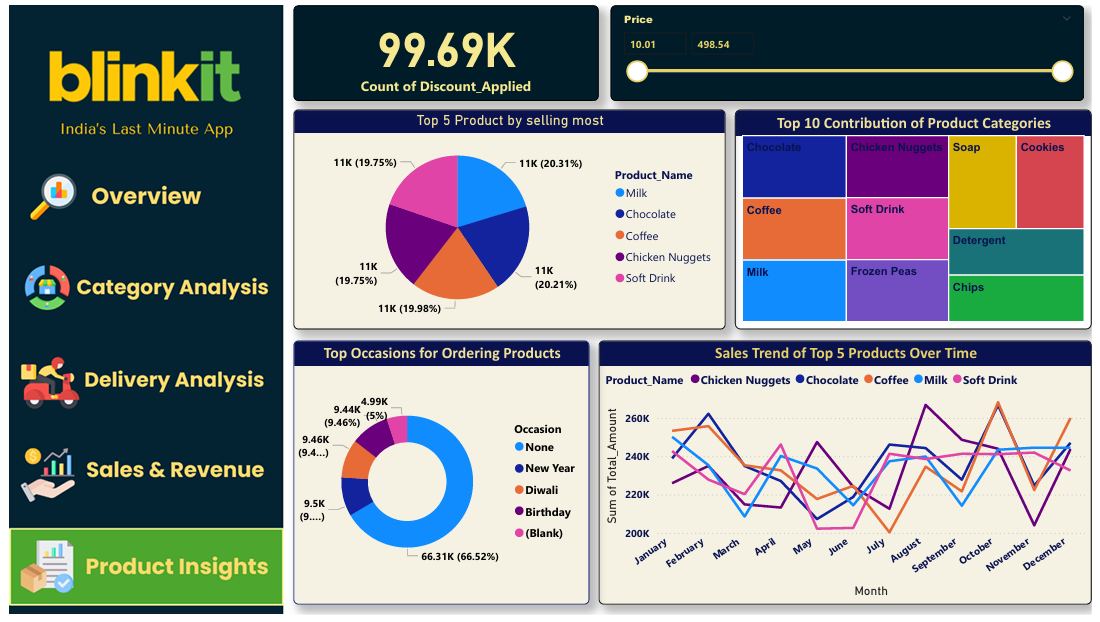 blinkit
India's Last Minute App
Overview
Category Analysis
Delivery Analysis
Sales & Revenue
Product Insights
99.69K
Count of Discount_Applied
Price
10.01
498.54
Top 5 Product by selling most
11K (19.75%)
11K (20.31%)
11K
(19.75%)
11K
(20.21%)
11K (19.98%)
Product_Name
Milk
Chocolate
Coffee
Chicken Nuggets
Soft Drink
Top 10 Contribution of Product Categories
Chocolate
Chicken Nuggets
Soap
Cookies
Coffee
Soft Drink
Detergent
Milk
Frozen Peas
Chips
Top Occasions for Ordering Products
4.99K
(5%)
9.44K
(9.46%)
9.46K
(9.4...)
9.5K
(9....)
66.31K (66.52%)
Occasion
None
New Year
Diwali
Birthday
(Blank)
Sales Trend of Top 5 Products Over Time
Product_Name Chicken Nuggets Chocolate Coffee Milk Soft Drink
Sum of Total_Amount
260K
240K
220K
200K
January
February
March
April
May
June
July
August
September
October
November
December
Month